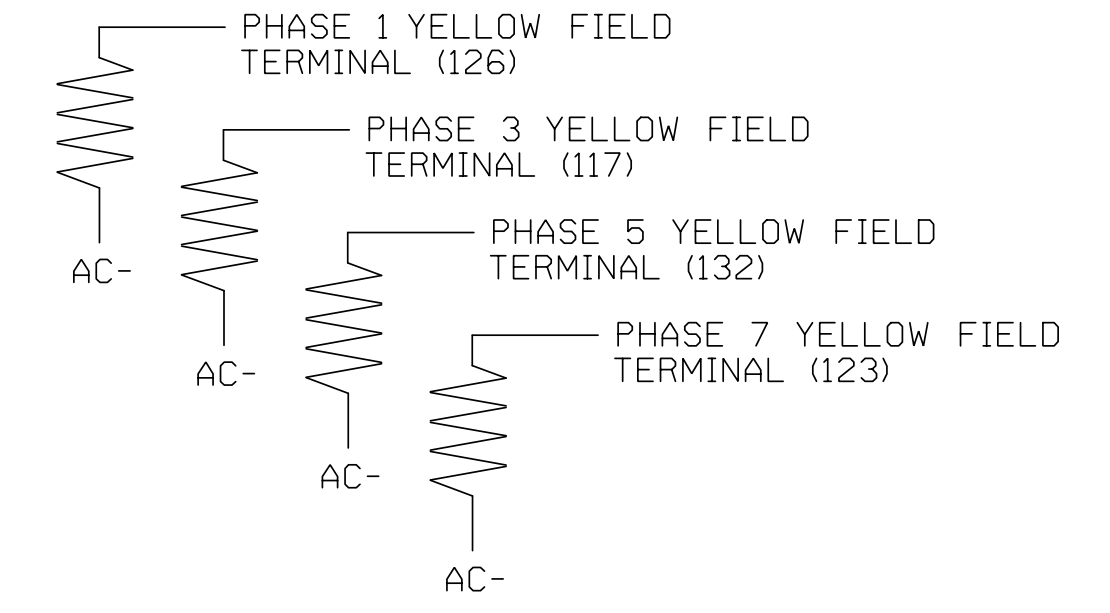 PHASE 1 YELLOW FIELD
TERMINAL (126)
PHASE 3 YELLOW FIELD
TERMINAL (117)
AC-
PHASE 5 YELLOW FIELD
TERMINAL (132)
AC-
PHASE 7 YELLOW FIELD
TERMINAL (123)
AC-
AC-